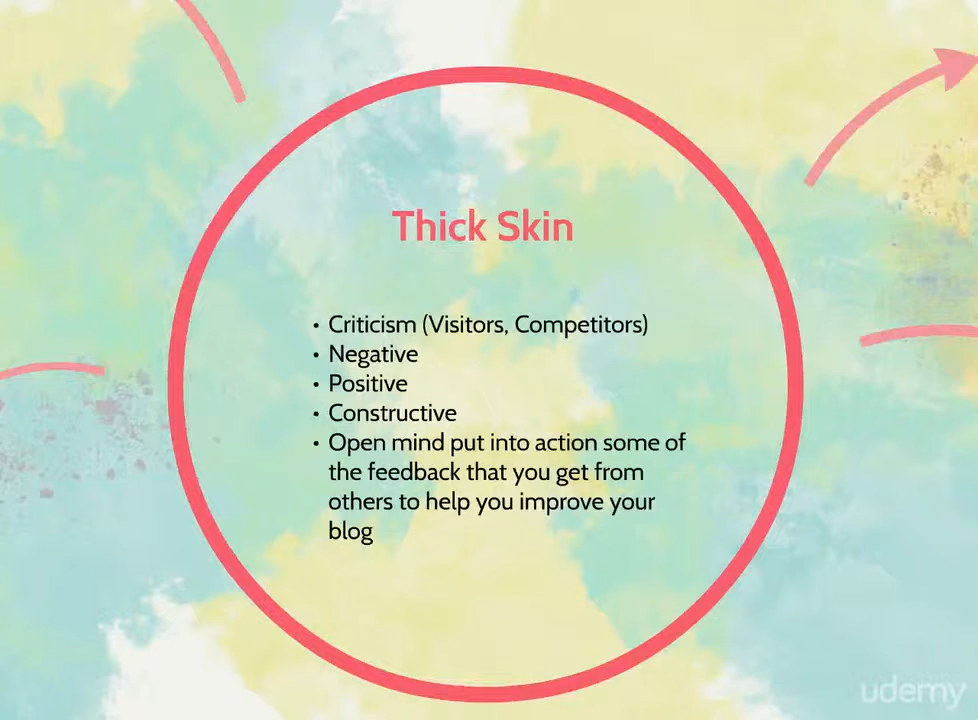 Thick Skin
• Criticism (Visitors, Competitors)
• Negative
• Positive
• Constructive
• Open mind put into action some of
the feedback that you get from
others to help you improve your
blog
udemy